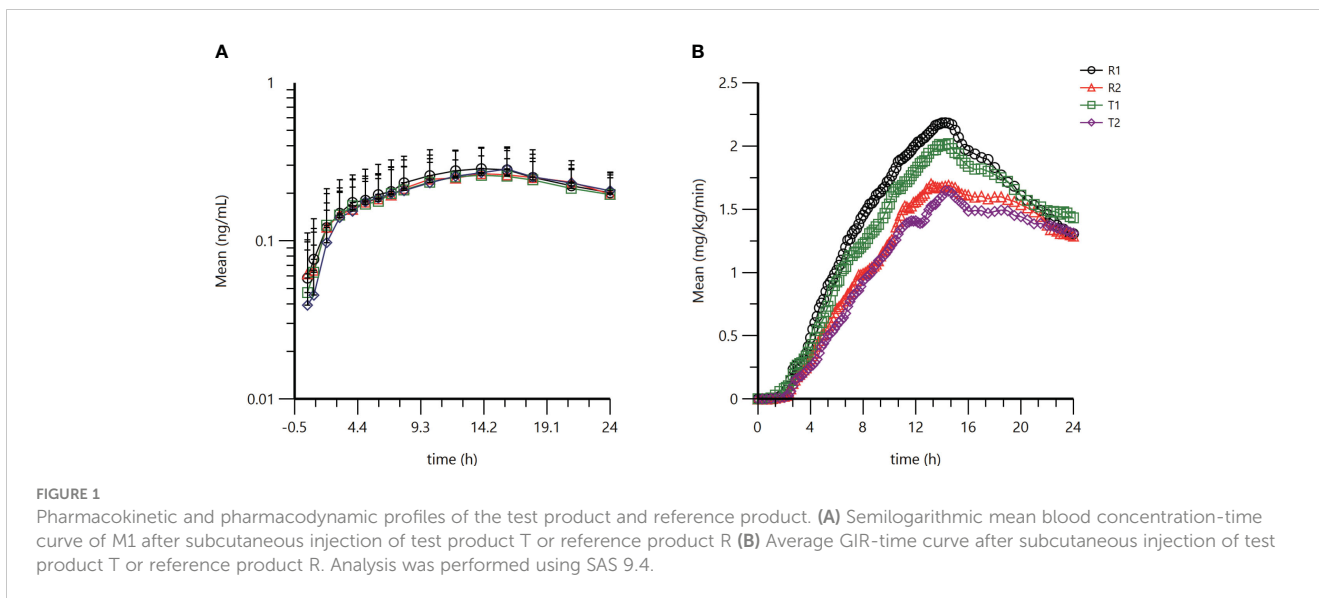 A
B
1
0.1
0.01
Mean (ng/mL)
-0.5
4.4
9.3
14.2
19.1
24
time (h)
2.5
2
1.5
1
0.5
0
Mean (mg/kg/min)
0
4
8
12
16
20
24
time (h)
R1
R2
T1
T2
FIGURE 1
Pharmacokinetic and pharmacodynamic profiles of the test product and reference product. (A) Semilogarithmic mean blood concentration-time
curve of M1 after subcutaneous injection of test product T or reference product R (B) Average GIR-time curve after subcutaneous injection of test
product T or reference product R. Analysis was performed using SAS 9.4.